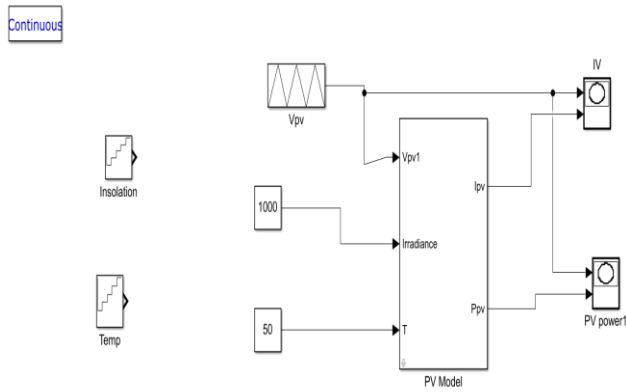 Continuous
IV
Vpv
Vpv1
Insolation
Ipv
1000
Irradiance
Temp
50
T
Ppv
PV power1
PV Model